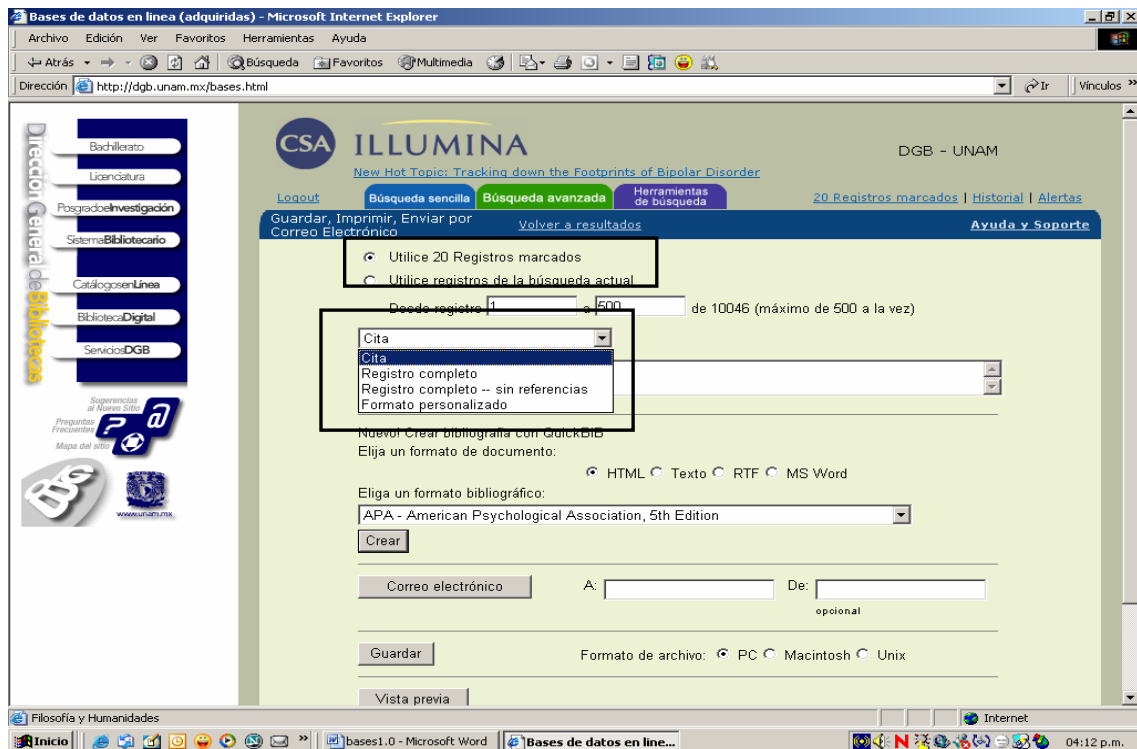 Bases de datos en linea (adquiridas) - Microsoft Internet Explorer
Archivo Edición Ver Favoritos Herramientas Ayuda
Atrás Búsqueda Favoritos Multimedia
Dirección http://dgb.unam.mx/bases.html Ir Vínculos »
Dirección General de Bibliotecas
Bachillerato
Licenciatura
PosgradoeInvestigación
SistemaBibliotecario
CatálogosenLínea
BibliotecaDigital
ServiciosDGB
Sugerencias
al Nuevo Sitio
Preguntas
Frecuentes
Mapa del sitio
www.unam.mx
CSA ILLUMINA
DGB - UNAM
New Hot Topic: Tracking down the Footprints of Bipolar Disorder
Logout Búsqueda sencilla Búsqueda avanzada Herramientas de búsqueda 20 Registros marcados | Historial | Alertas
Guardar, Imprimir, Enviar por
Correo Electrónico Volver a resultados Ayuda y Soporte
Utilice 20 Registros marcados
Utilice registros de la búsqueda actual
Desde registro 1 a 500 de 10046 (máximo de 500 a la vez)
Cita
Cita
Registro completo
Registro completo -- sin referencias
Formato personalizado
Nuevo! Crear bibliografía con QuickBIB
Elija un formato de documento:
HTML Texto RTF MS Word
Eliga un formato bibliográfico:
APA - American Psychological Association, 5th Edition
Crear
Correo electrónico A: De:
opcional
Guardar Formato de archivo: PC Macintosh Unix
Vista previa
Filosofía y Humanidades Internet
Inicio » bases1.0 - Microsoft Word Bases de datos en line... 04:12 p.m.